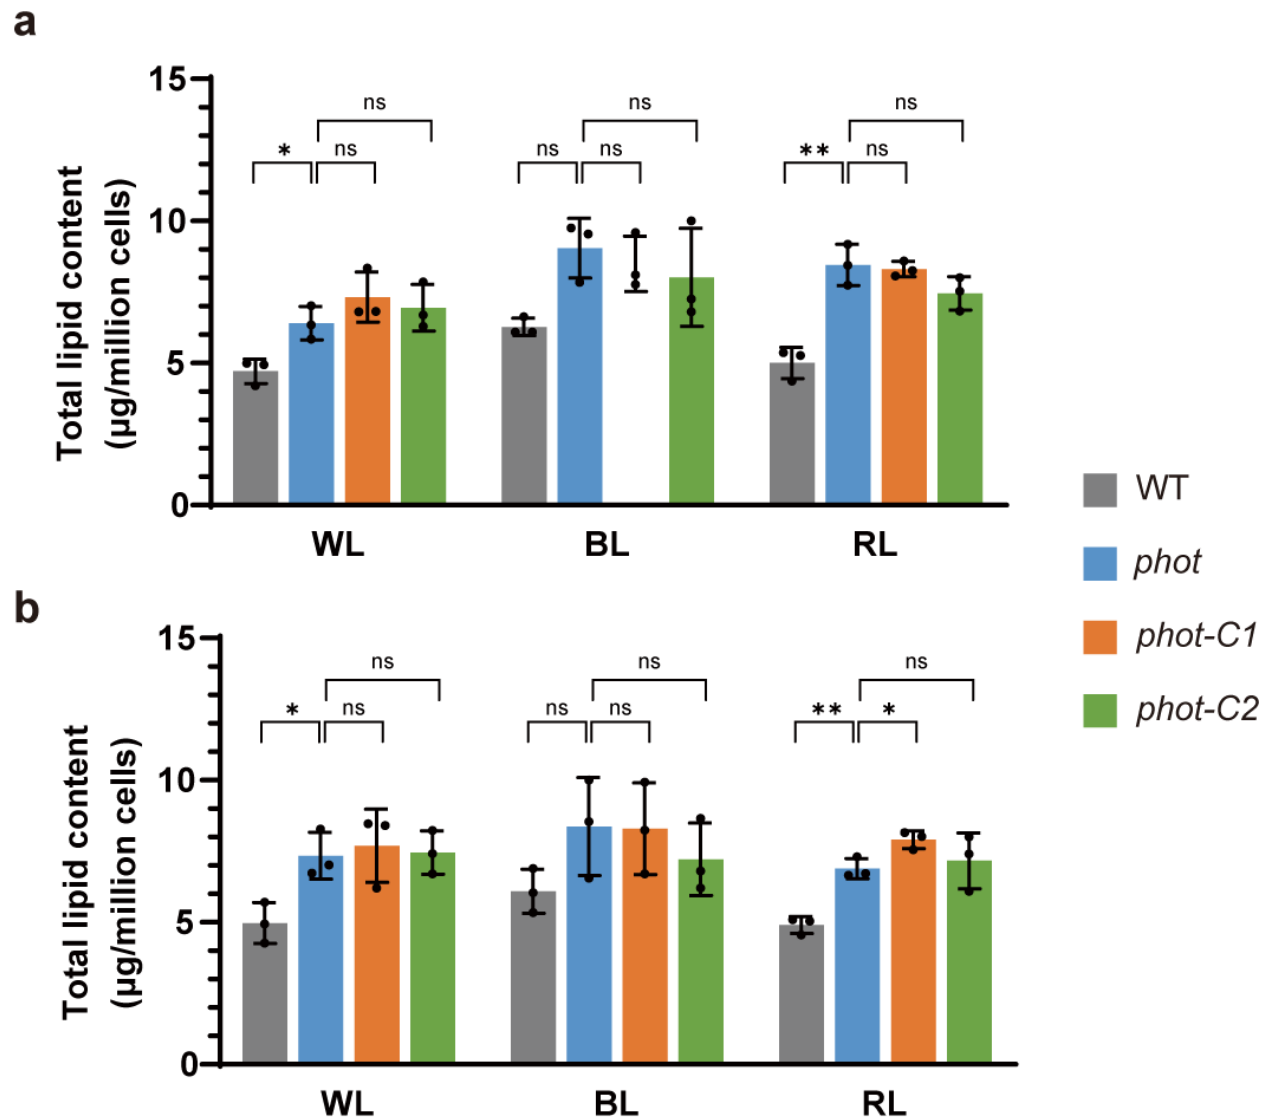 a
15
10
5
0
Total lipid content
(µg/million cells)
ns
ns
ns
* ns
ns ns
** ns
WL BL RL
WT
phot
phot-C1
phot-C2
b
15
10
5
0
Total lipid content
(µg/million cells)
ns
ns
ns
* ns
ns ns
** *
WL BL RL